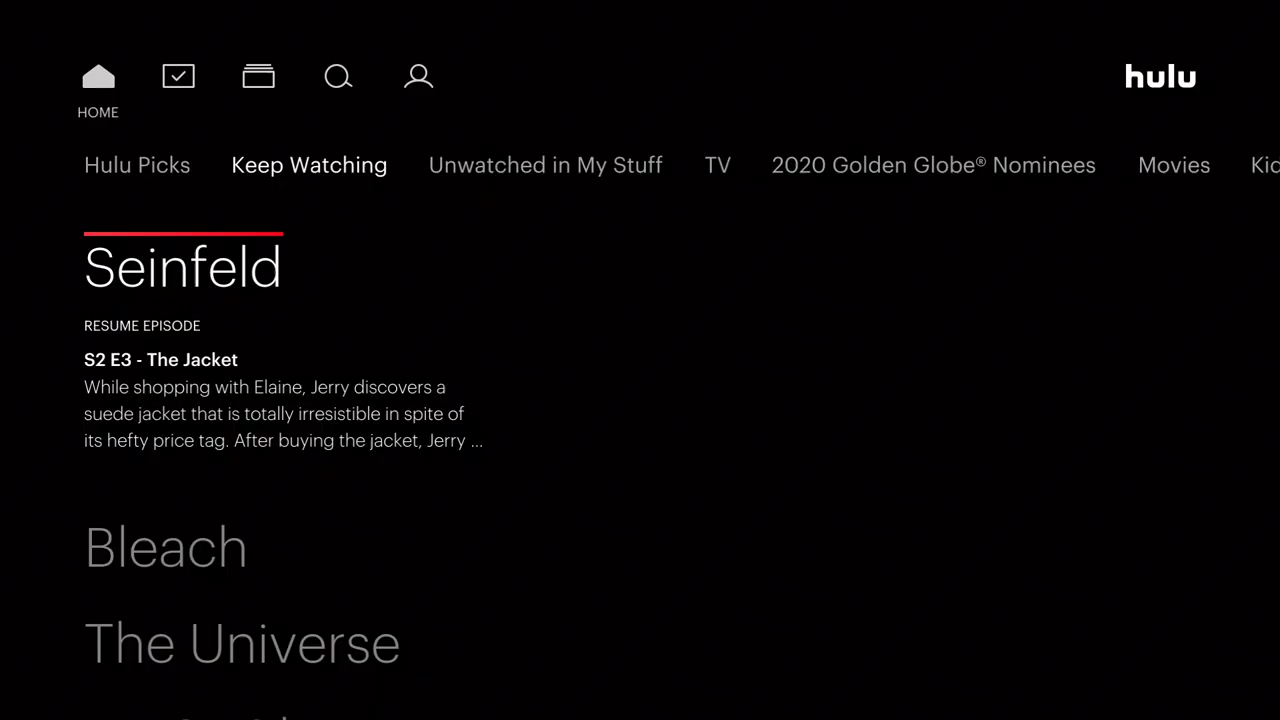 hulu
HOME
Hulu Picks Keep Watching Unwatched in My Stuff TV 2020 Golden Globe® Nominees Movies
Seinfeld
RESUME EPISODE
S2 E3 - The Jacket
While shopping with Elaine, Jerry discovers a
suede jacket that is totally irresistible in spite of
its hefty price tag. After buying the jacket, Jerry ...
Bleach
The Universe